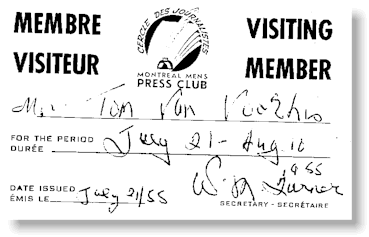 MEMBRE VISITEUR
CERCLE DES JOURNALISTES
MONTREAL MENS
PRESS CLUB
VISITING MEMBER
Mr. Tom Van
FOR THE PERIOD
DURÉE
July 21 - Aug. 10
1955
DATE ISSUED
ÉMIS LE
July 21/55
W. Turner
SECRETARY - SECRÉTAIRE